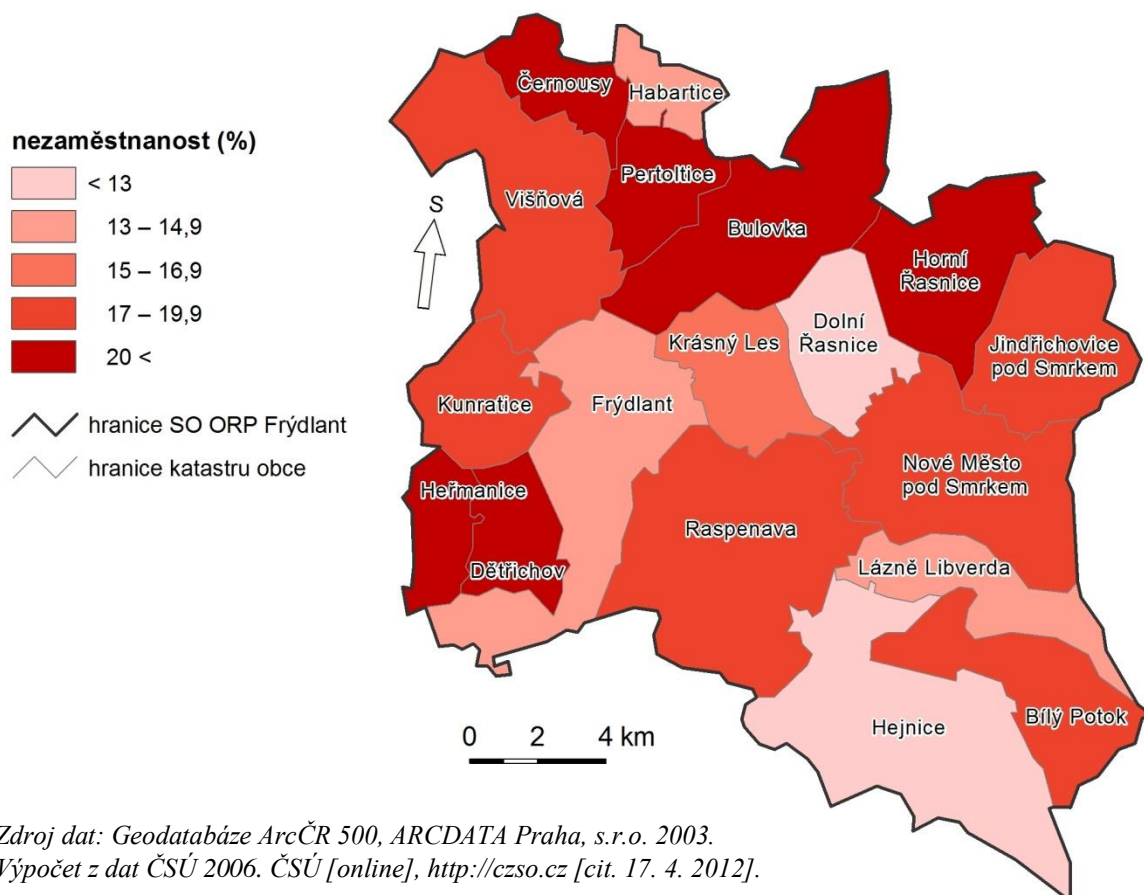 nezaměstnanost (%)
< 13
13 – 14,9
15 – 16,9
17 – 19,9
20 <
hranice SO ORP Frýdlant
hranice katastru obce
S
Černousy
Habartice
Pertoltice
Višňová
Bulovka
Horní
Řasnice
Dolní
Řasnice
Krásný Les
Jindřichovice
pod Smrkem
Kunratice
Frýdlant
Nové Město
pod Smrkem
Heřmanice
Raspenava
Dětřichov
Lázně Libverda
Hejnice
Bílý Potok
0 2 4 km
Zdroj dat: Geodatabáze ArcČR 500, ARCDATA Praha, s.r.o. 2003.
Výpočet z dat ČSÚ 2006. ČSÚ [online], http://czso.cz [cit. 17. 4. 2012].